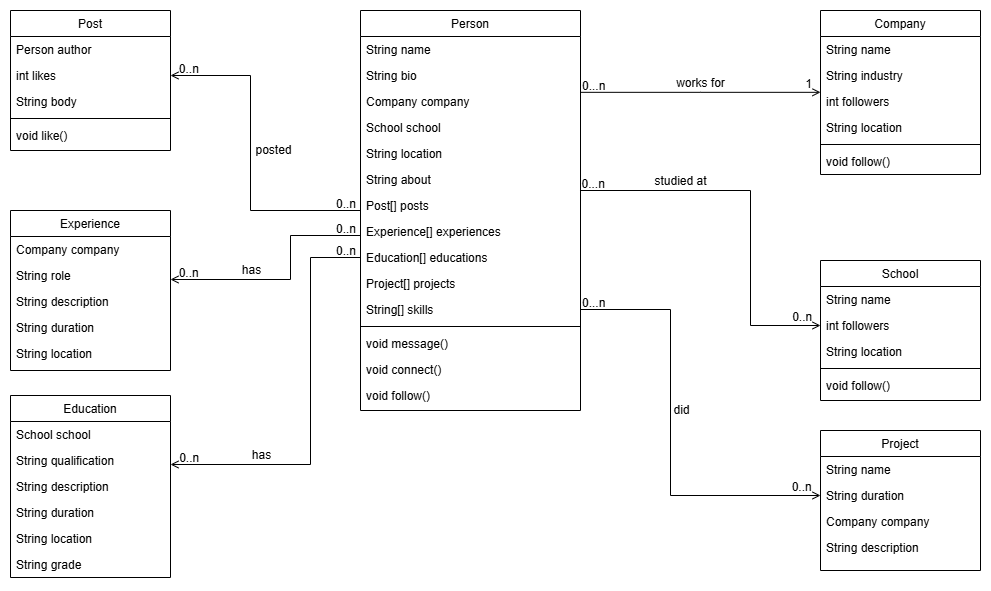 Post
Person author
int likes
String body
void like()
0..n
posted
0..n
Experience
Company company
String role
String description
String duration
String location
0..n
has
0..n
Education
School school
String qualification
String description
String duration
String location
String grade
0..n
has
0..n
Person
String name
String bio
Company company
School school
String location
String about
Post[] posts
Experience[] experiences
Education[] educations
Project[] projects
String[] skills
void message()
void connect()
void follow()
0...n
works for
1
0...n
studied at
0..n
0...n
did
0..n
Company
String name
String industry
int followers
String location
void follow()
School
String name
int followers
String location
void follow()
Project
String name
String duration
Company company
String description